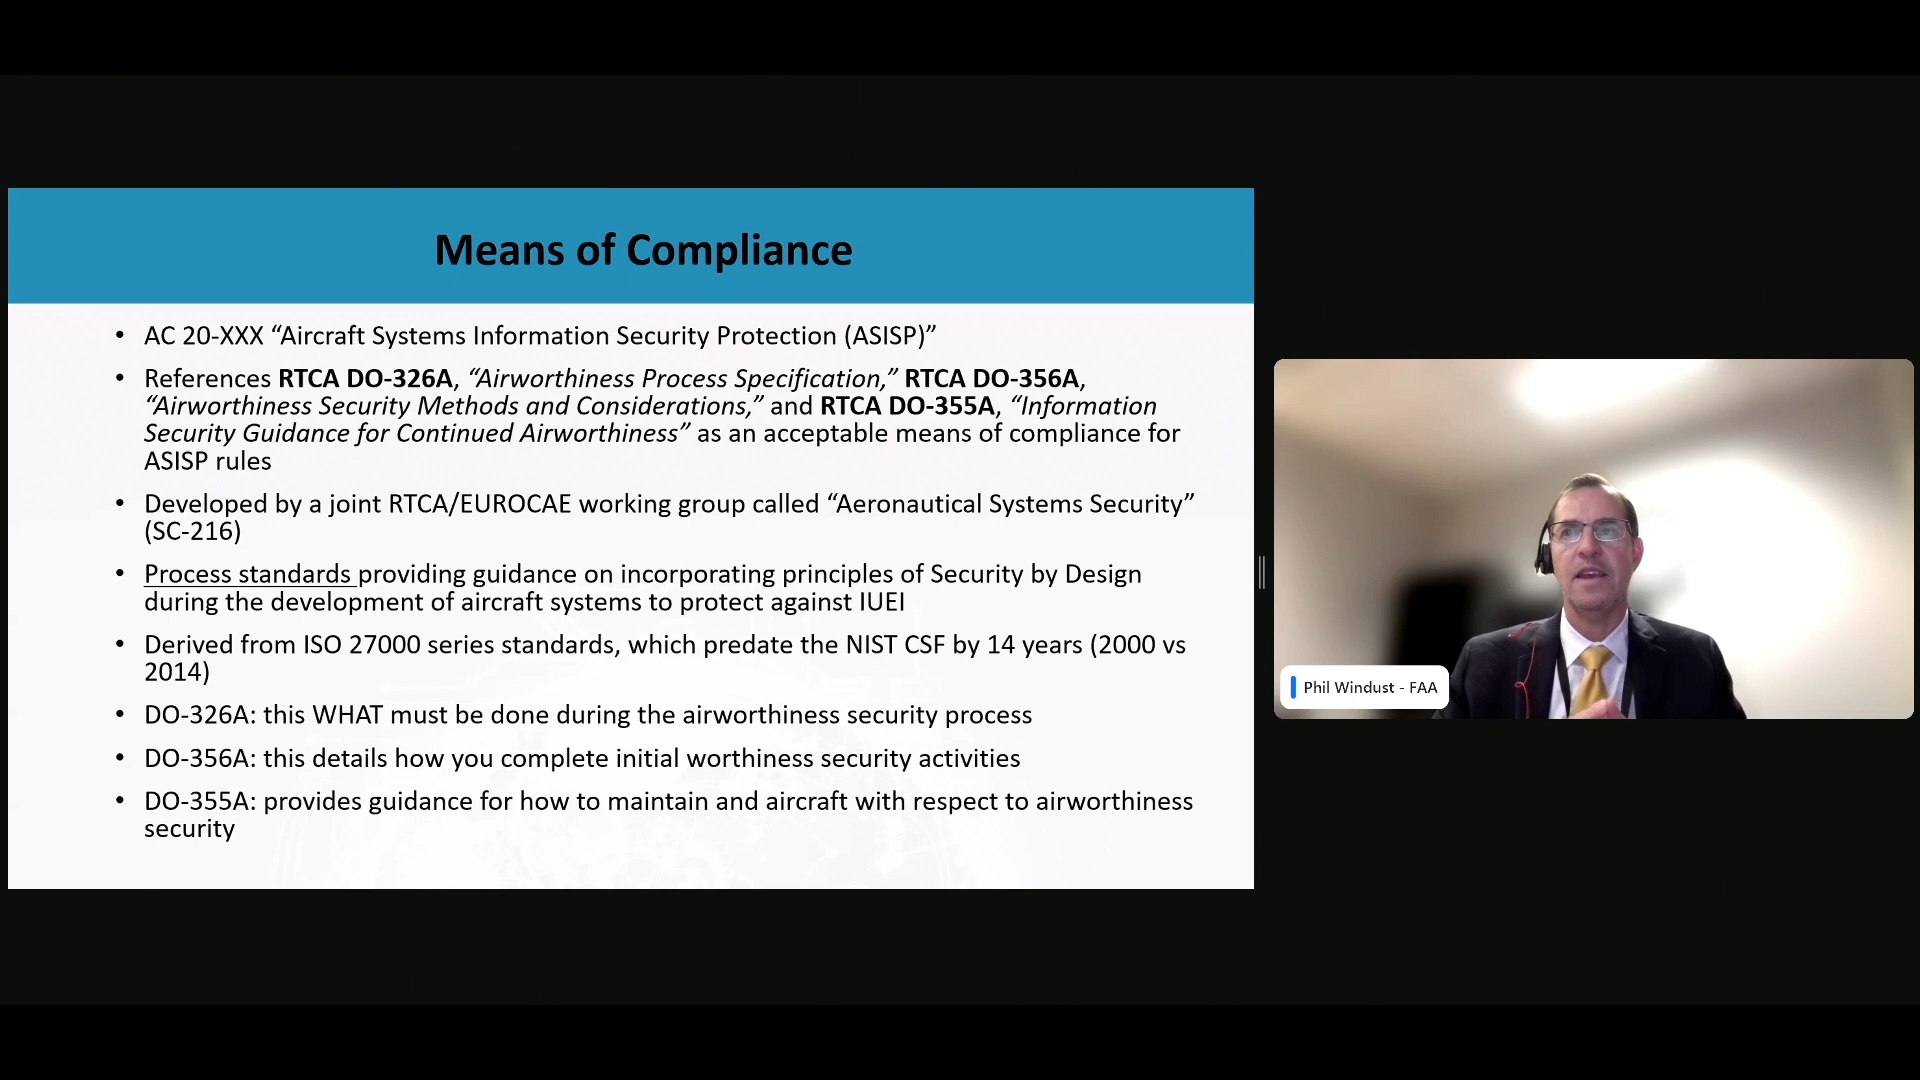 Means of Compliance
• AC 20-XXX “Aircraft Systems Information Security Protection (ASISP)”
• References RTCA DO-326A, “Airworthiness Process Specification,” RTCA DO-356A,
“Airworthiness Security Methods and Considerations,” and RTCA DO-355A, “Information
Security Guidance for Continued Airworthiness” as an acceptable means of compliance for
ASISP rules
• Developed by a joint RTCA/EUROCAE working group called “Aeronautical Systems Security”
(SC-216)
• Process standards providing guidance on incorporating principles of Security by Design
during the development of aircraft systems to protect against IUEI
• Derived from ISO 27000 series standards, which predate the NIST CSF by 14 years (2000 vs
2014)
• DO-326A: this WHAT must be done during the airworthiness security process
• DO-356A: this details how you complete initial worthiness security activities
• DO-355A: provides guidance for how to maintain and aircraft with respect to airworthiness
security
Phil Windust - FAA